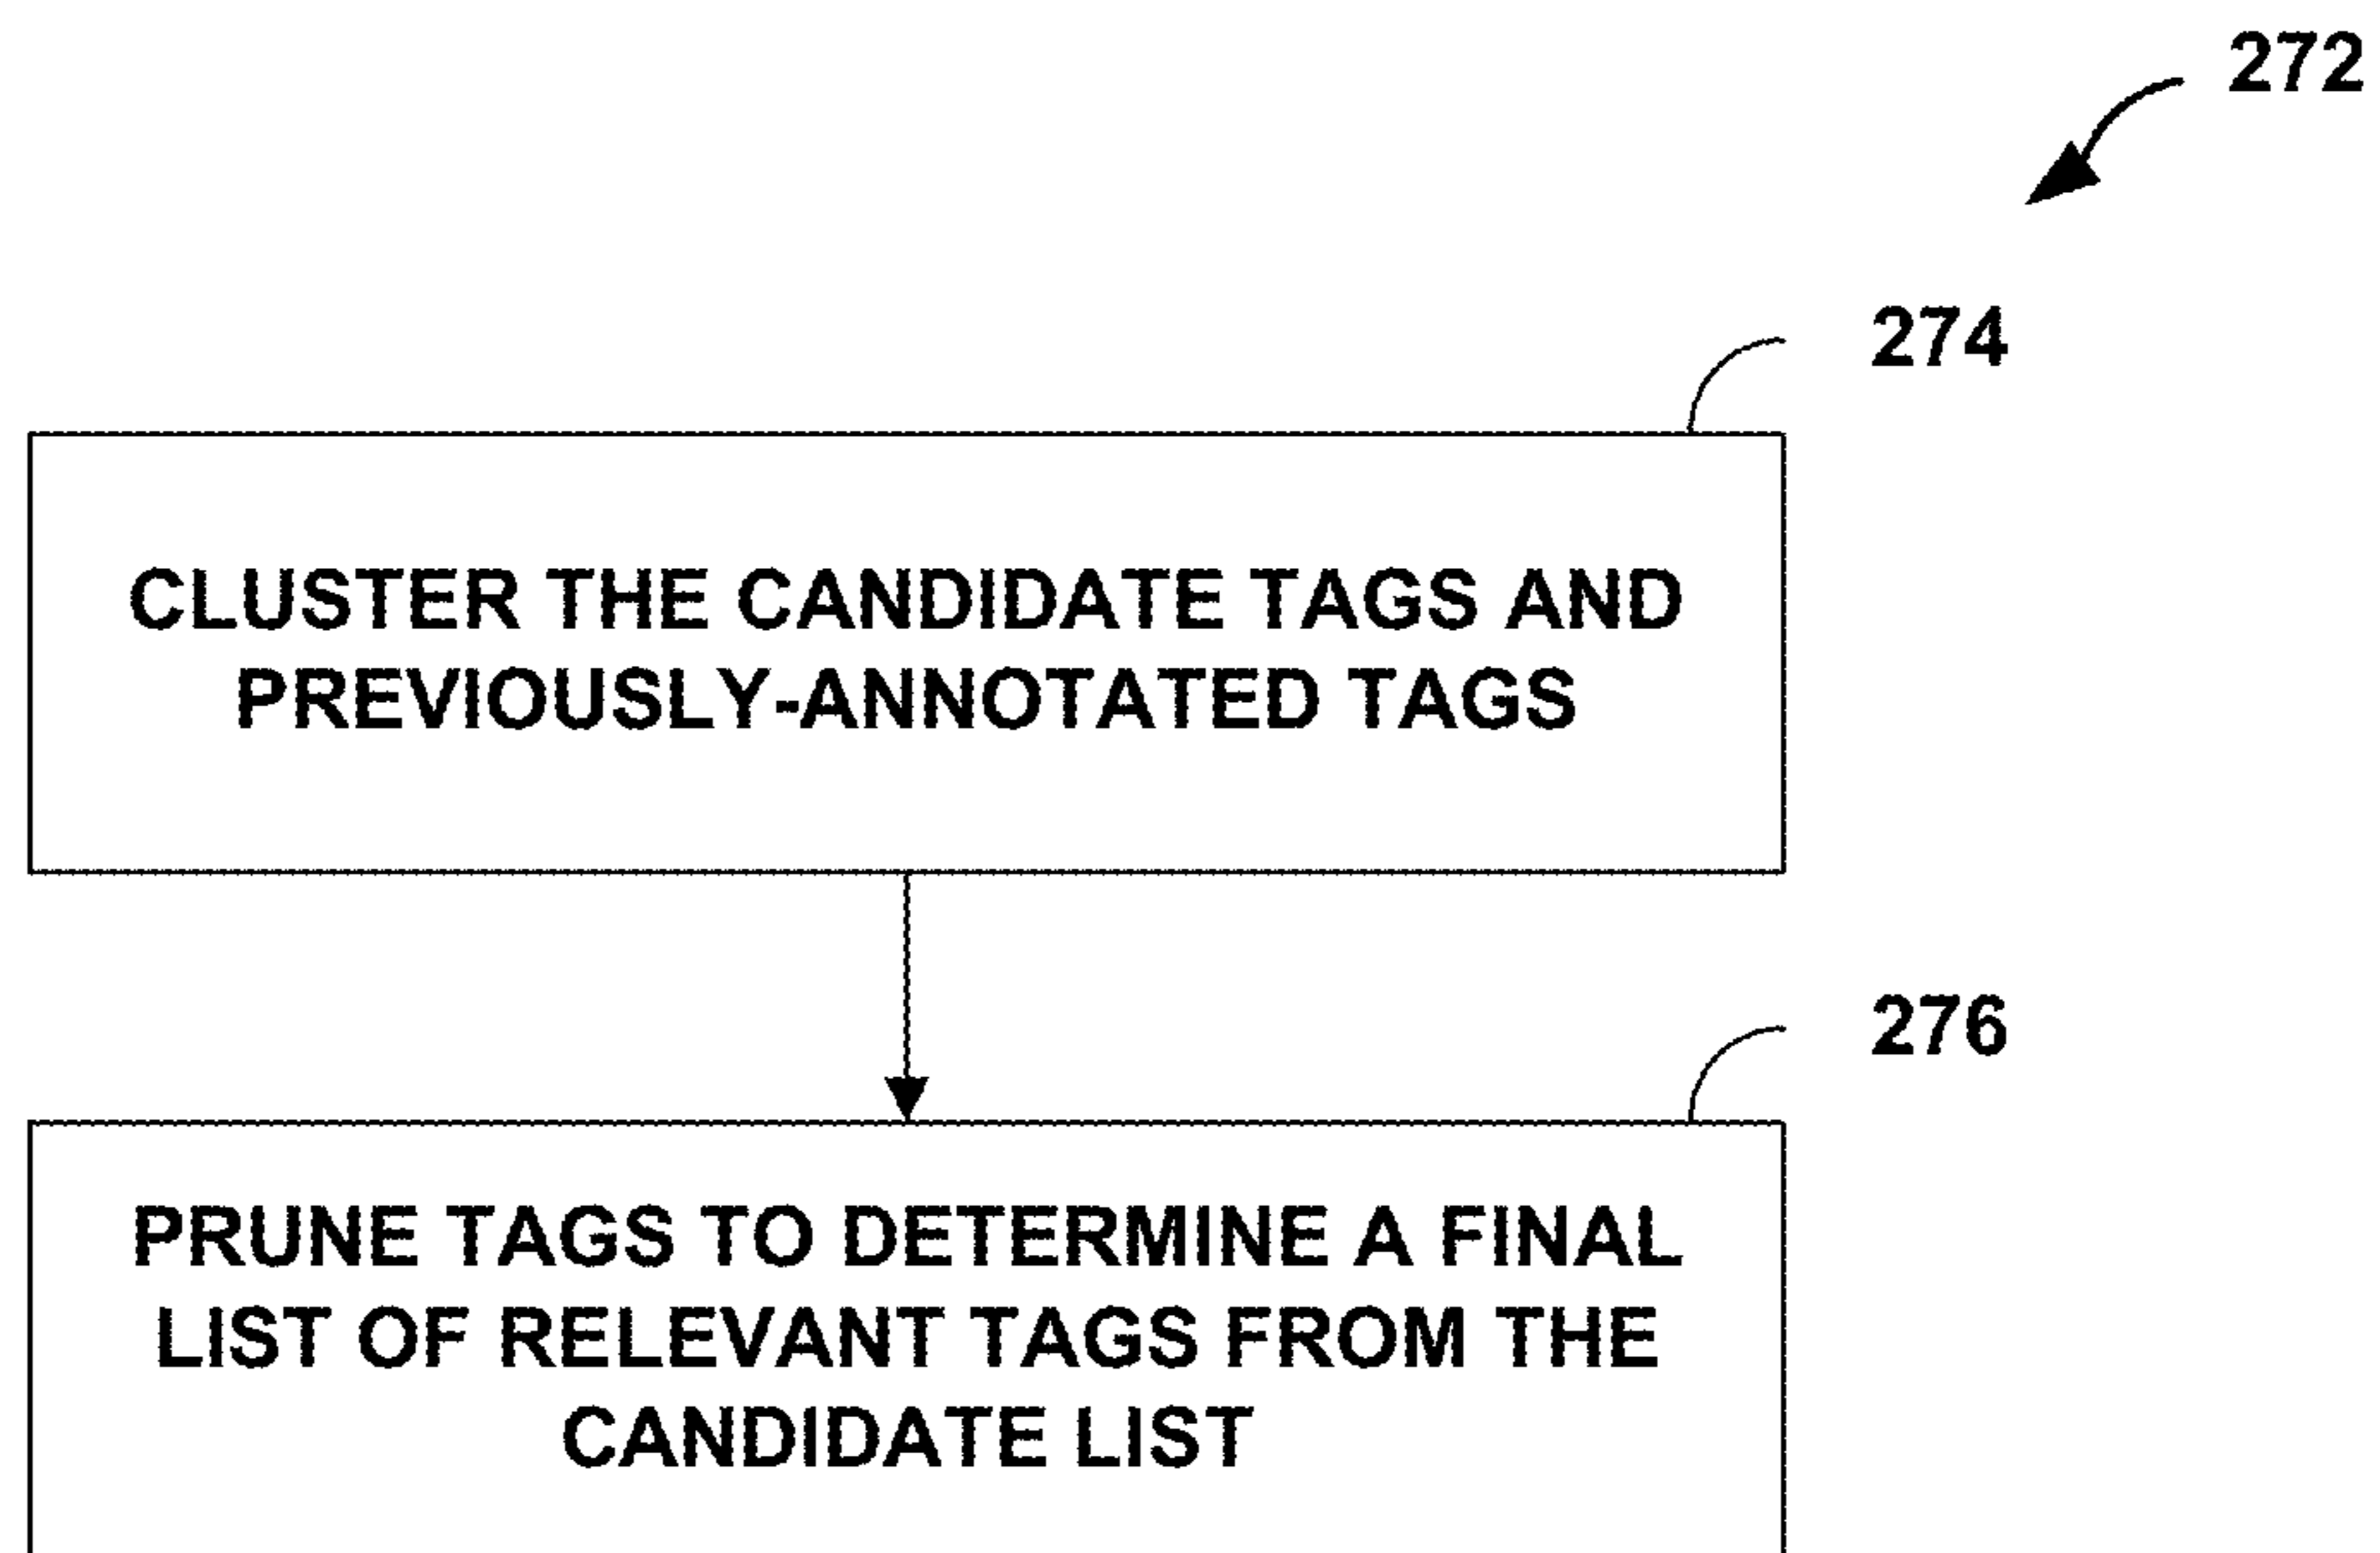 272
274
CLUSTER THE CANDIDATE TAGS AND
PREVIOUSLY-ANNOTATED TAGS
276
PRUNE TAGS TO DETERMINE A FINAL
LIST OF RELEVANT TAGS FROM THE
CANDIDATE LIST